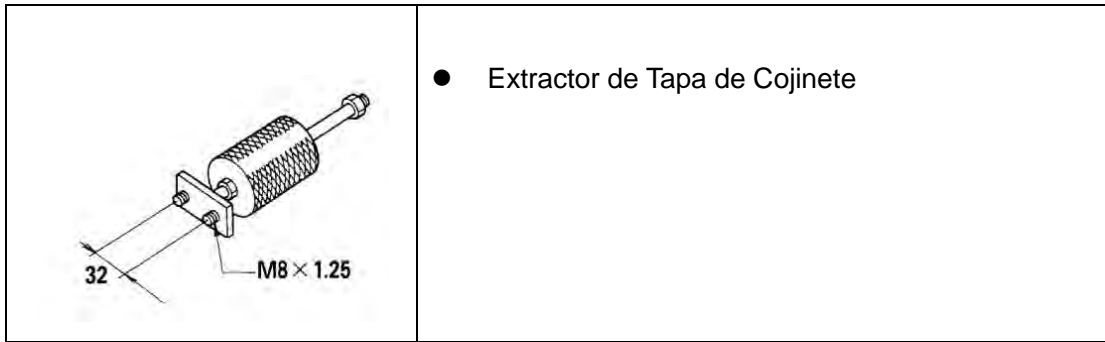 ● Extractor de Tapa de Cojinete
32
M8 × 1.25